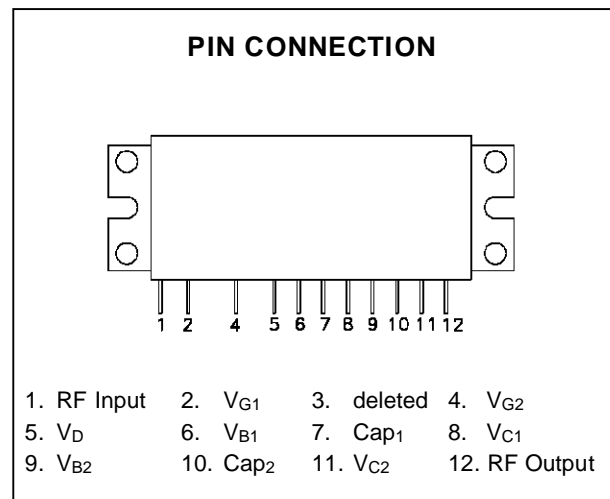 PIN CONNECTION
1 2 4 5 6 7 8 9 10 11 12
1. RF Input 2. VG1 3. deleted 4. VG2
5. VD 6. VB1 7. Cap1 8. VC1
9. VB2 10. Cap2 11. VC2 12. RF Output